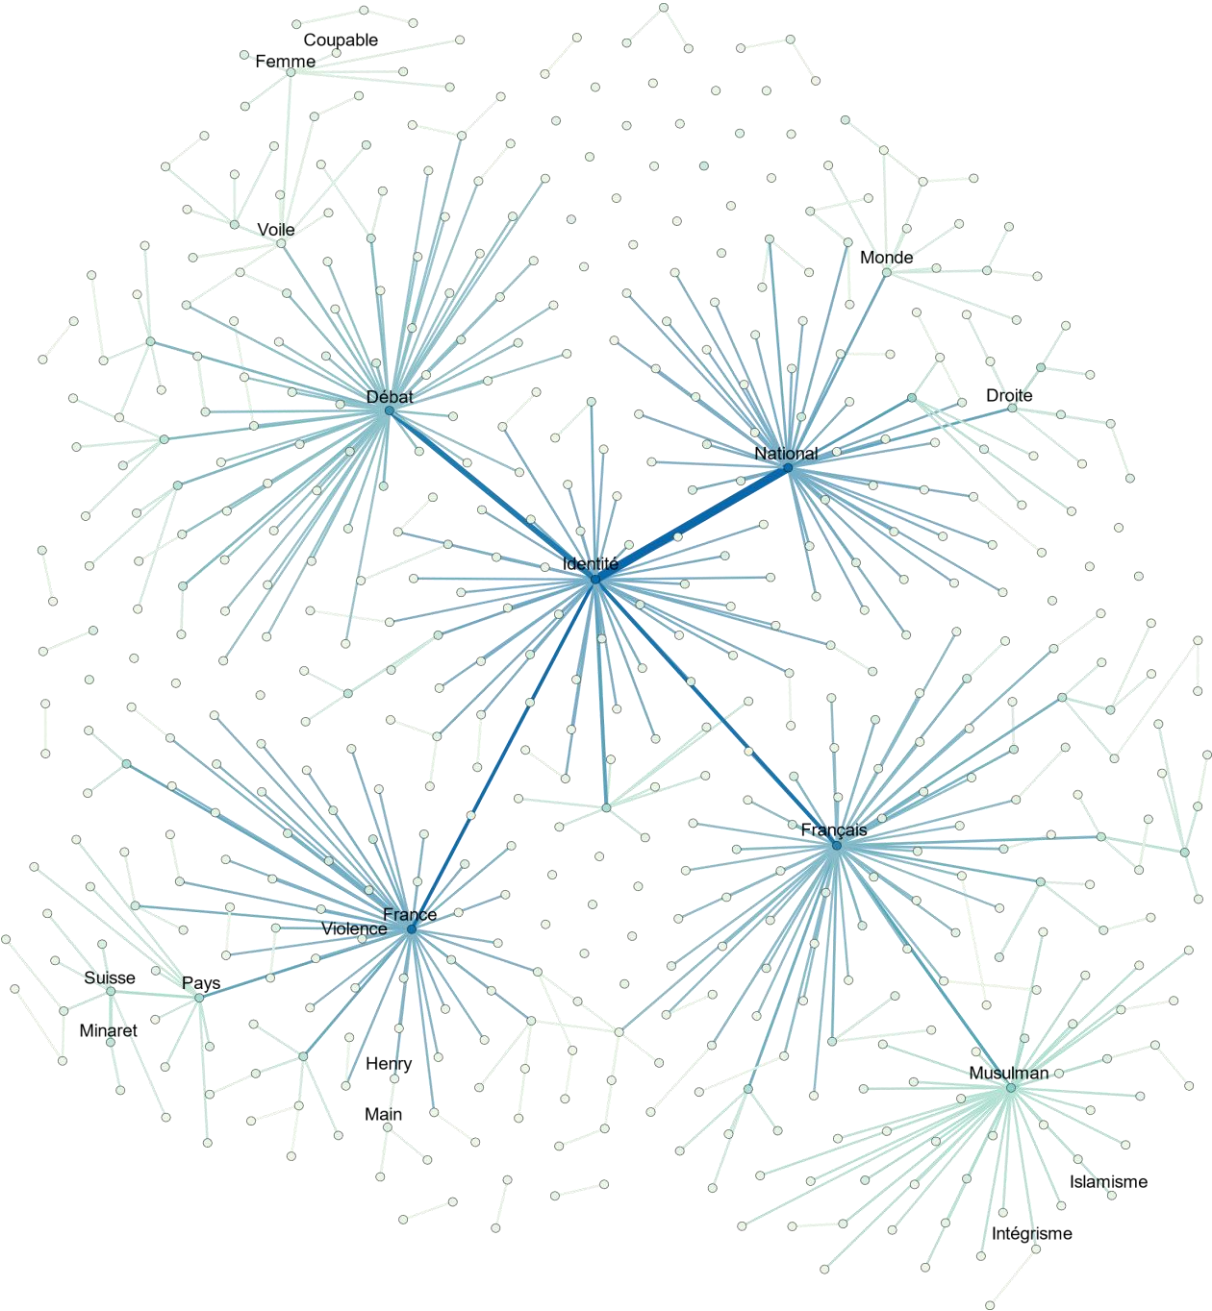 Coupable
Femme
Voile
Monde
Débat
Droite
National
Identité
Français
France
Violence
Suisse
Pays
Minaret
Henry
Musulman
Main
Islamisme
Intégrisme